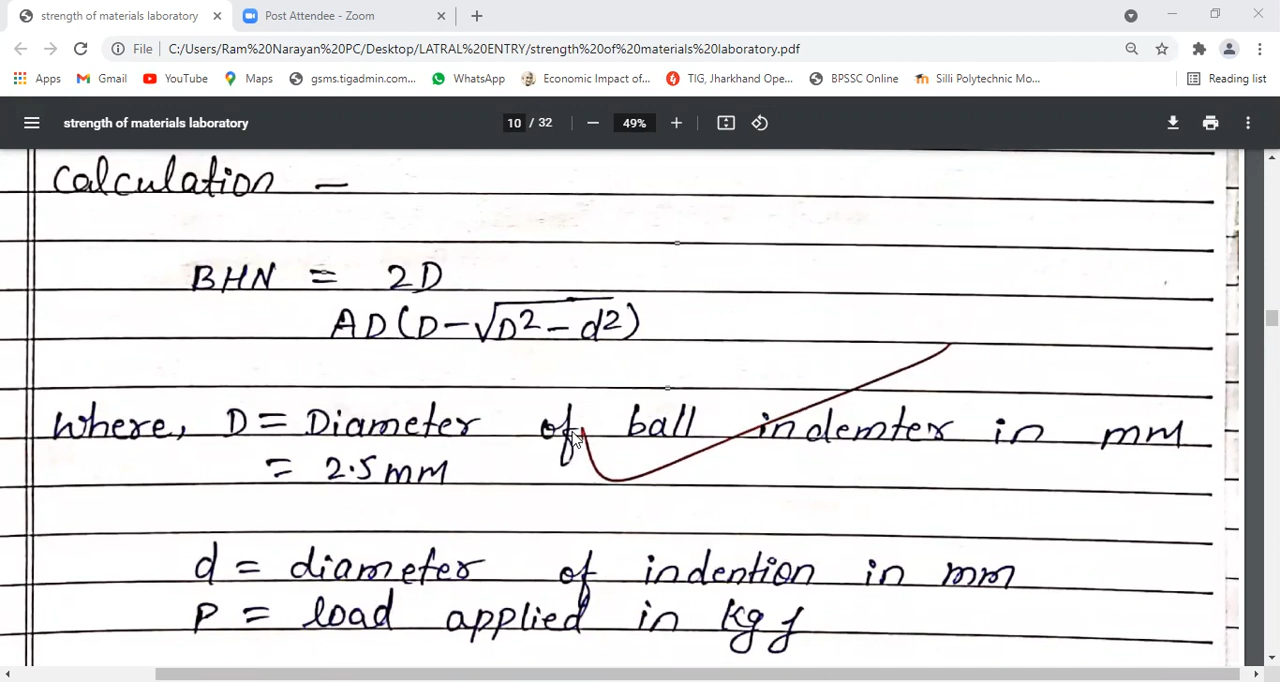 strength of materials laboratory
Post Attendee - Zoom
File C:/Users/Ram%20Narayan%20PC/Desktop/LATRAL%20ENTRY/strength%20of%20materials%20laboratory.pdf
Apps Gmail YouTube Maps gsms.tigadmin.com... WhatsApp Economic Impact of... TIG, Jharkhand Ope... BPSSC Online Silli Polytechnic Mo... Reading list
strength of materials laboratory 10 / 32 49%
Calculation —
BHN = 2D
AD(D-√D²-d²)
where, D = Diameter of ball indemter in mm
= 2.5mm
d = diameter of indention in mm
P = load applied in kgf